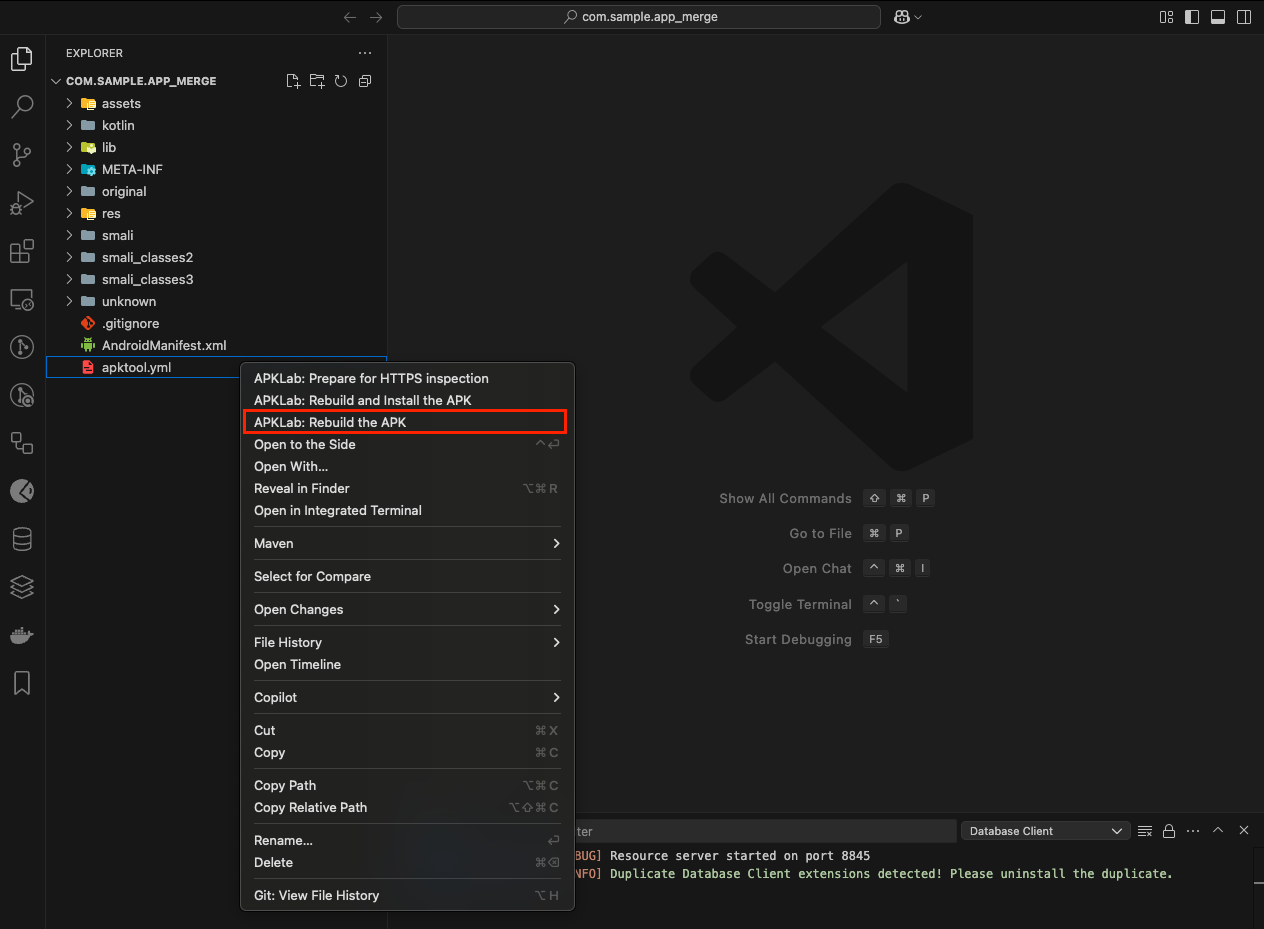 com.sample.app_merge
EXPLORER
COM.SAMPLE.APP_MERGE
assets
kotlin
lib
META-INF
original
res
smali
smali_classes2
smali_classes3
unknown
.gitignore
AndroidManifest.xml
apktool.yml
APKLab: Prepare for HTTPS inspection
APKLab: Rebuild and Install the APK
APKLab: Rebuild the APK
Open to the Side ^⏎
Open With...
Reveal in Finder ⌥⌘R
Open in Integrated Terminal
Maven
Select for Compare
Open Changes
File History
Open Timeline
Copilot
Cut ⌘X
Copy ⌘C
Copy Path ⌥⌘C
Copy Relative Path ⌥⇧⌘C
Rename... ⏎
Delete ⌘⌫
Git: View File History ⌥H
Show All Commands ⇧ ⌘ P
Go to File ⌘ P
Open Chat ^ ⌘ I
Toggle Terminal ^ `
Start Debugging F5
ter
Database Client
BUG] Resource server started on port 8845
NFO] Duplicate Database Client extensions detected! Please uninstall the duplicate.